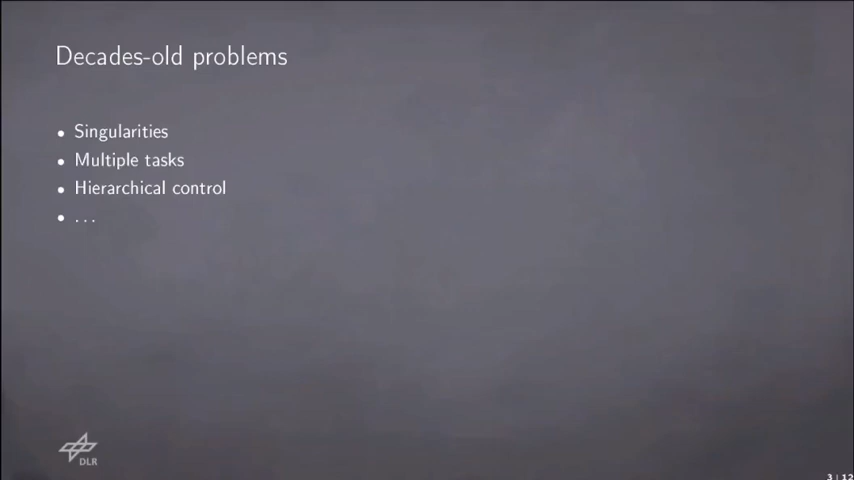 Decades-old problems
• Singularities
• Multiple tasks
• Hierarchical control
• ...
DLR
3 | 12